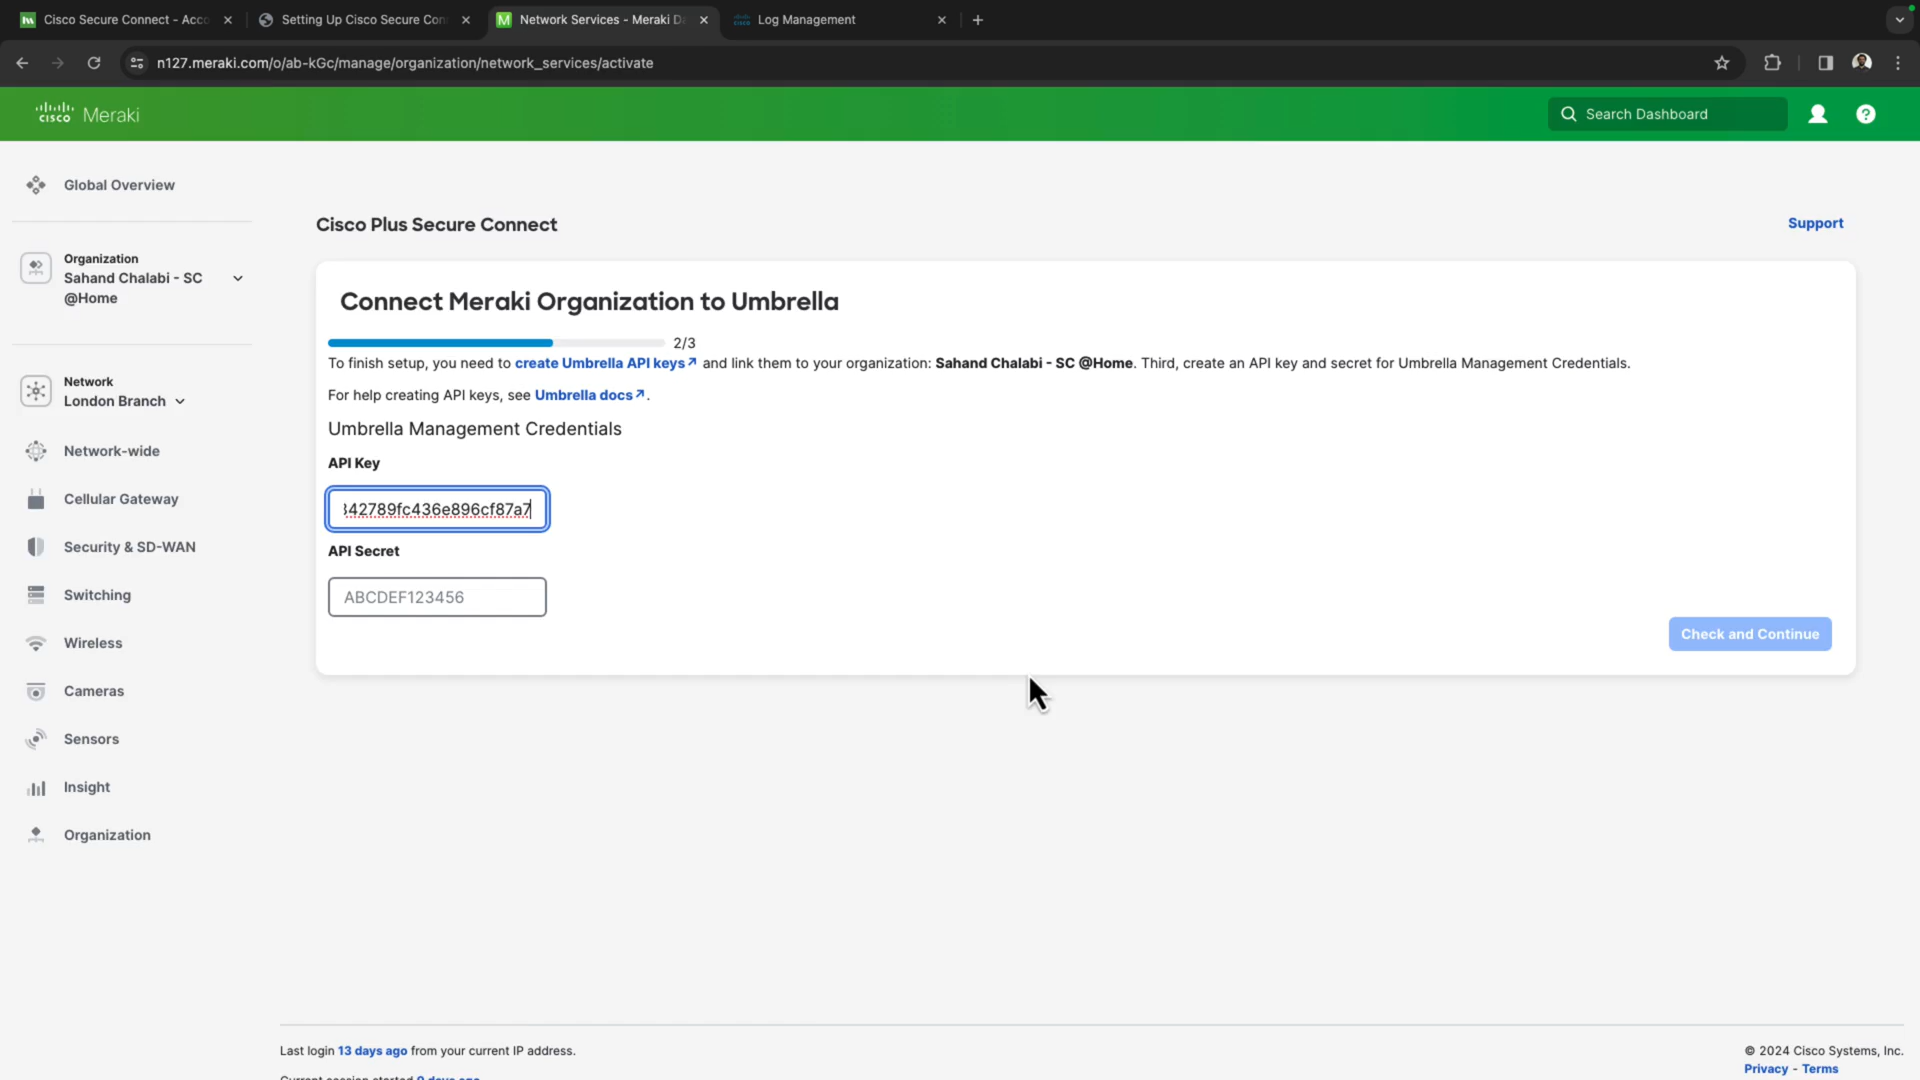 Cisco Secure Connect - Acco
Setting Up Cisco Secure Con
Network Services - Meraki Da
Log Management
n127.meraki.com/o/ab-kGc/manage/organization/network_services/activate
CISCO Meraki
Search Dashboard
Global Overview
Organization
Sahand Chalabi - SC
@Home
Network
London Branch
Network-wide
Cellular Gateway
Security & SD-WAN
Switching
Wireless
Cameras
Sensors
Insight
Organization
Cisco Plus Secure Connect
Support
Connect Meraki Organization to Umbrella
2/3
To finish setup, you need to create Umbrella API keys↗ and link them to your organization: Sahand Chalabi - SC @Home. Third, create an API key and secret for Umbrella Management Credentials.
For help creating API keys, see Umbrella docs↗.
Umbrella Management Credentials
API Key
342789fc436e896cf87a7
API Secret
ABCDEF123456
Check and Continue
Last login 13 days ago from your current IP address.
Current session started
© 2024 Cisco Systems, Inc.
Privacy - Terms